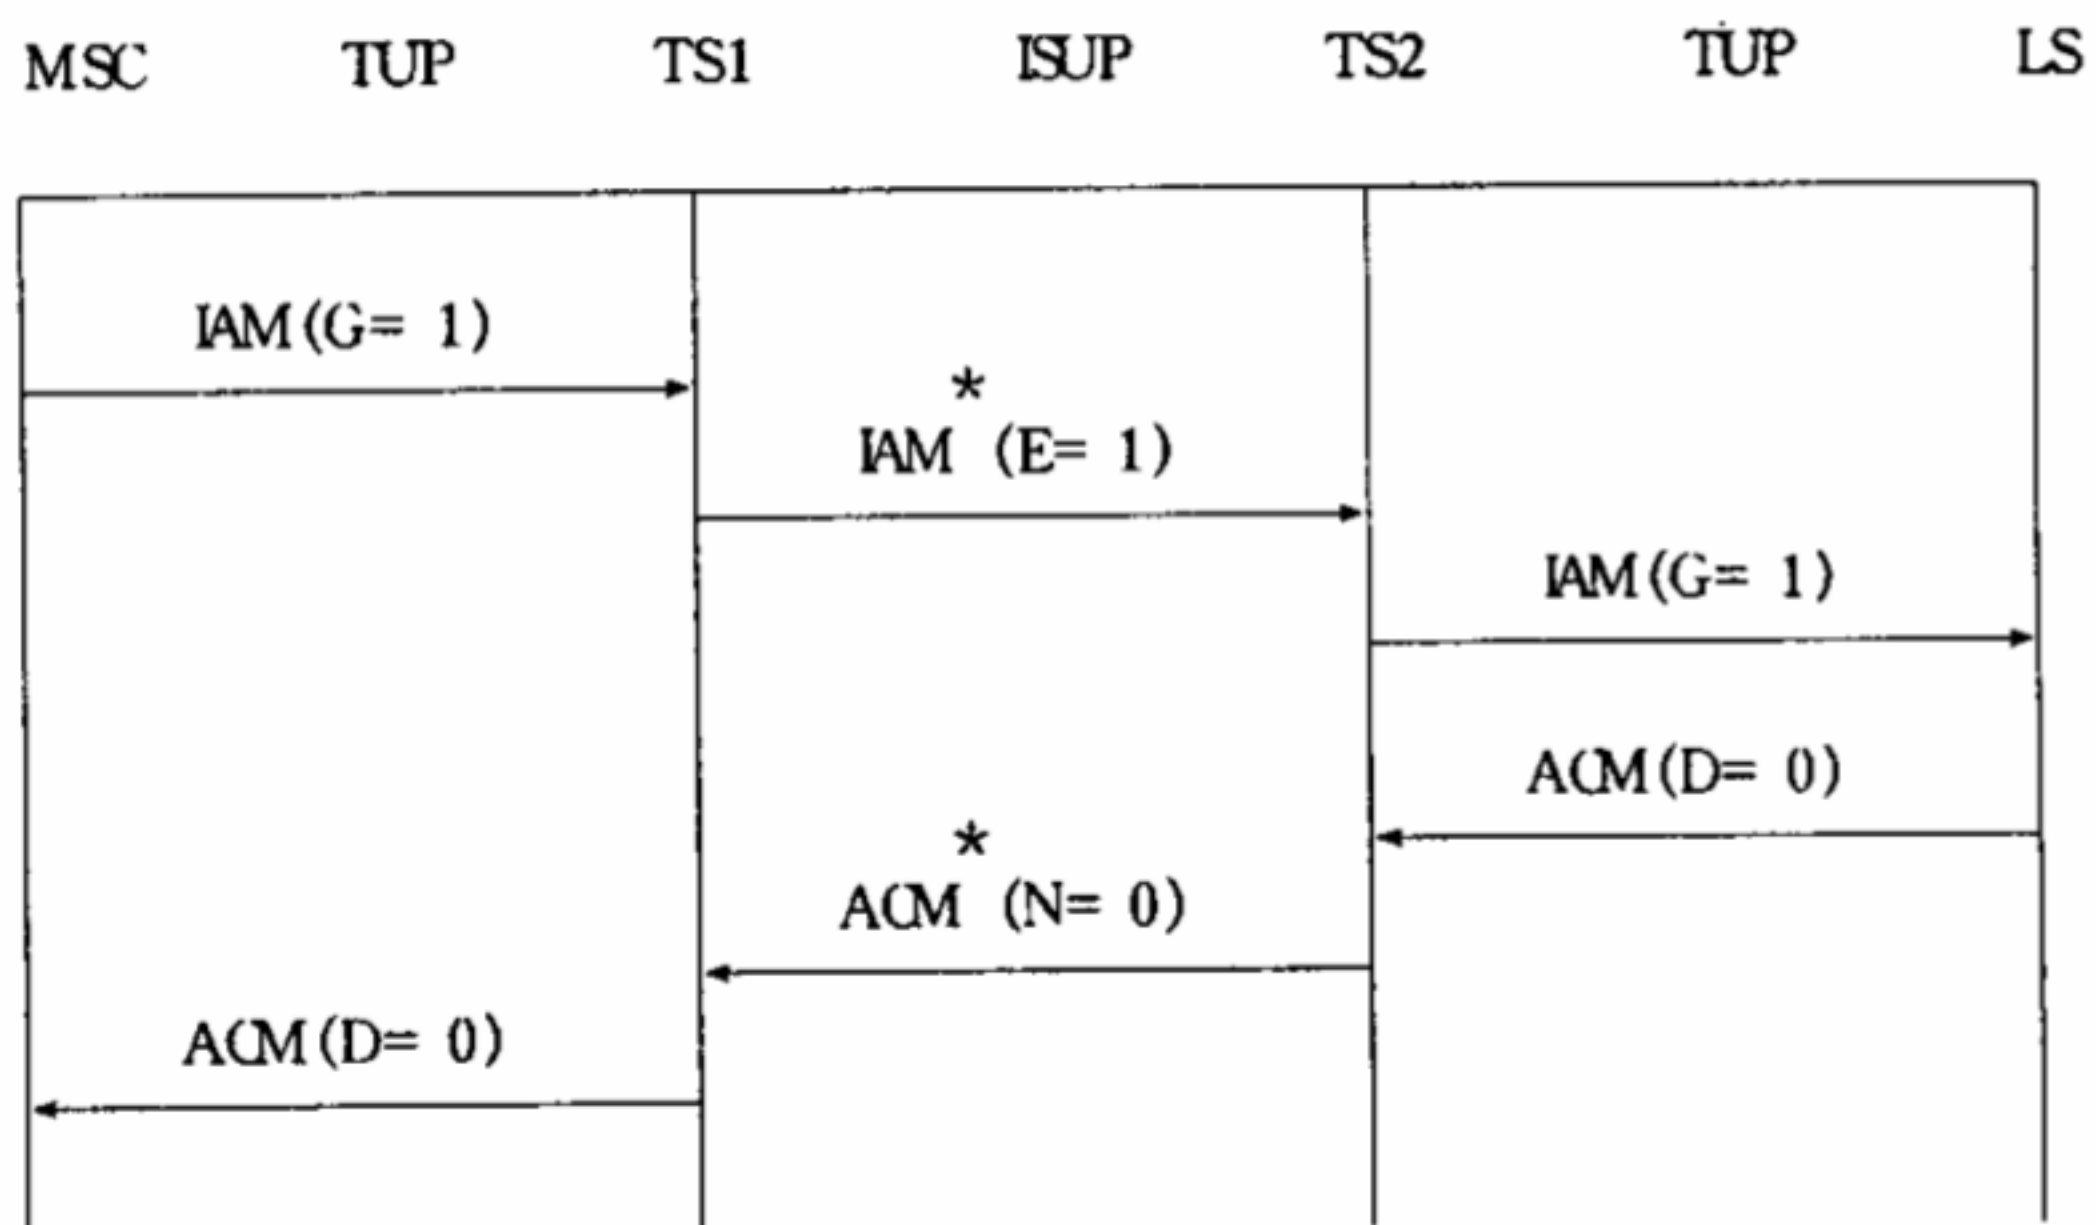 MSC TUP TS1 ISUP TS2 TUP LS
IAM(G= 1)
*
IAM (E= 1)
IAM(G= 1)
ACM(D= 0)
*
ACM (N= 0)
ACM(D= 0)